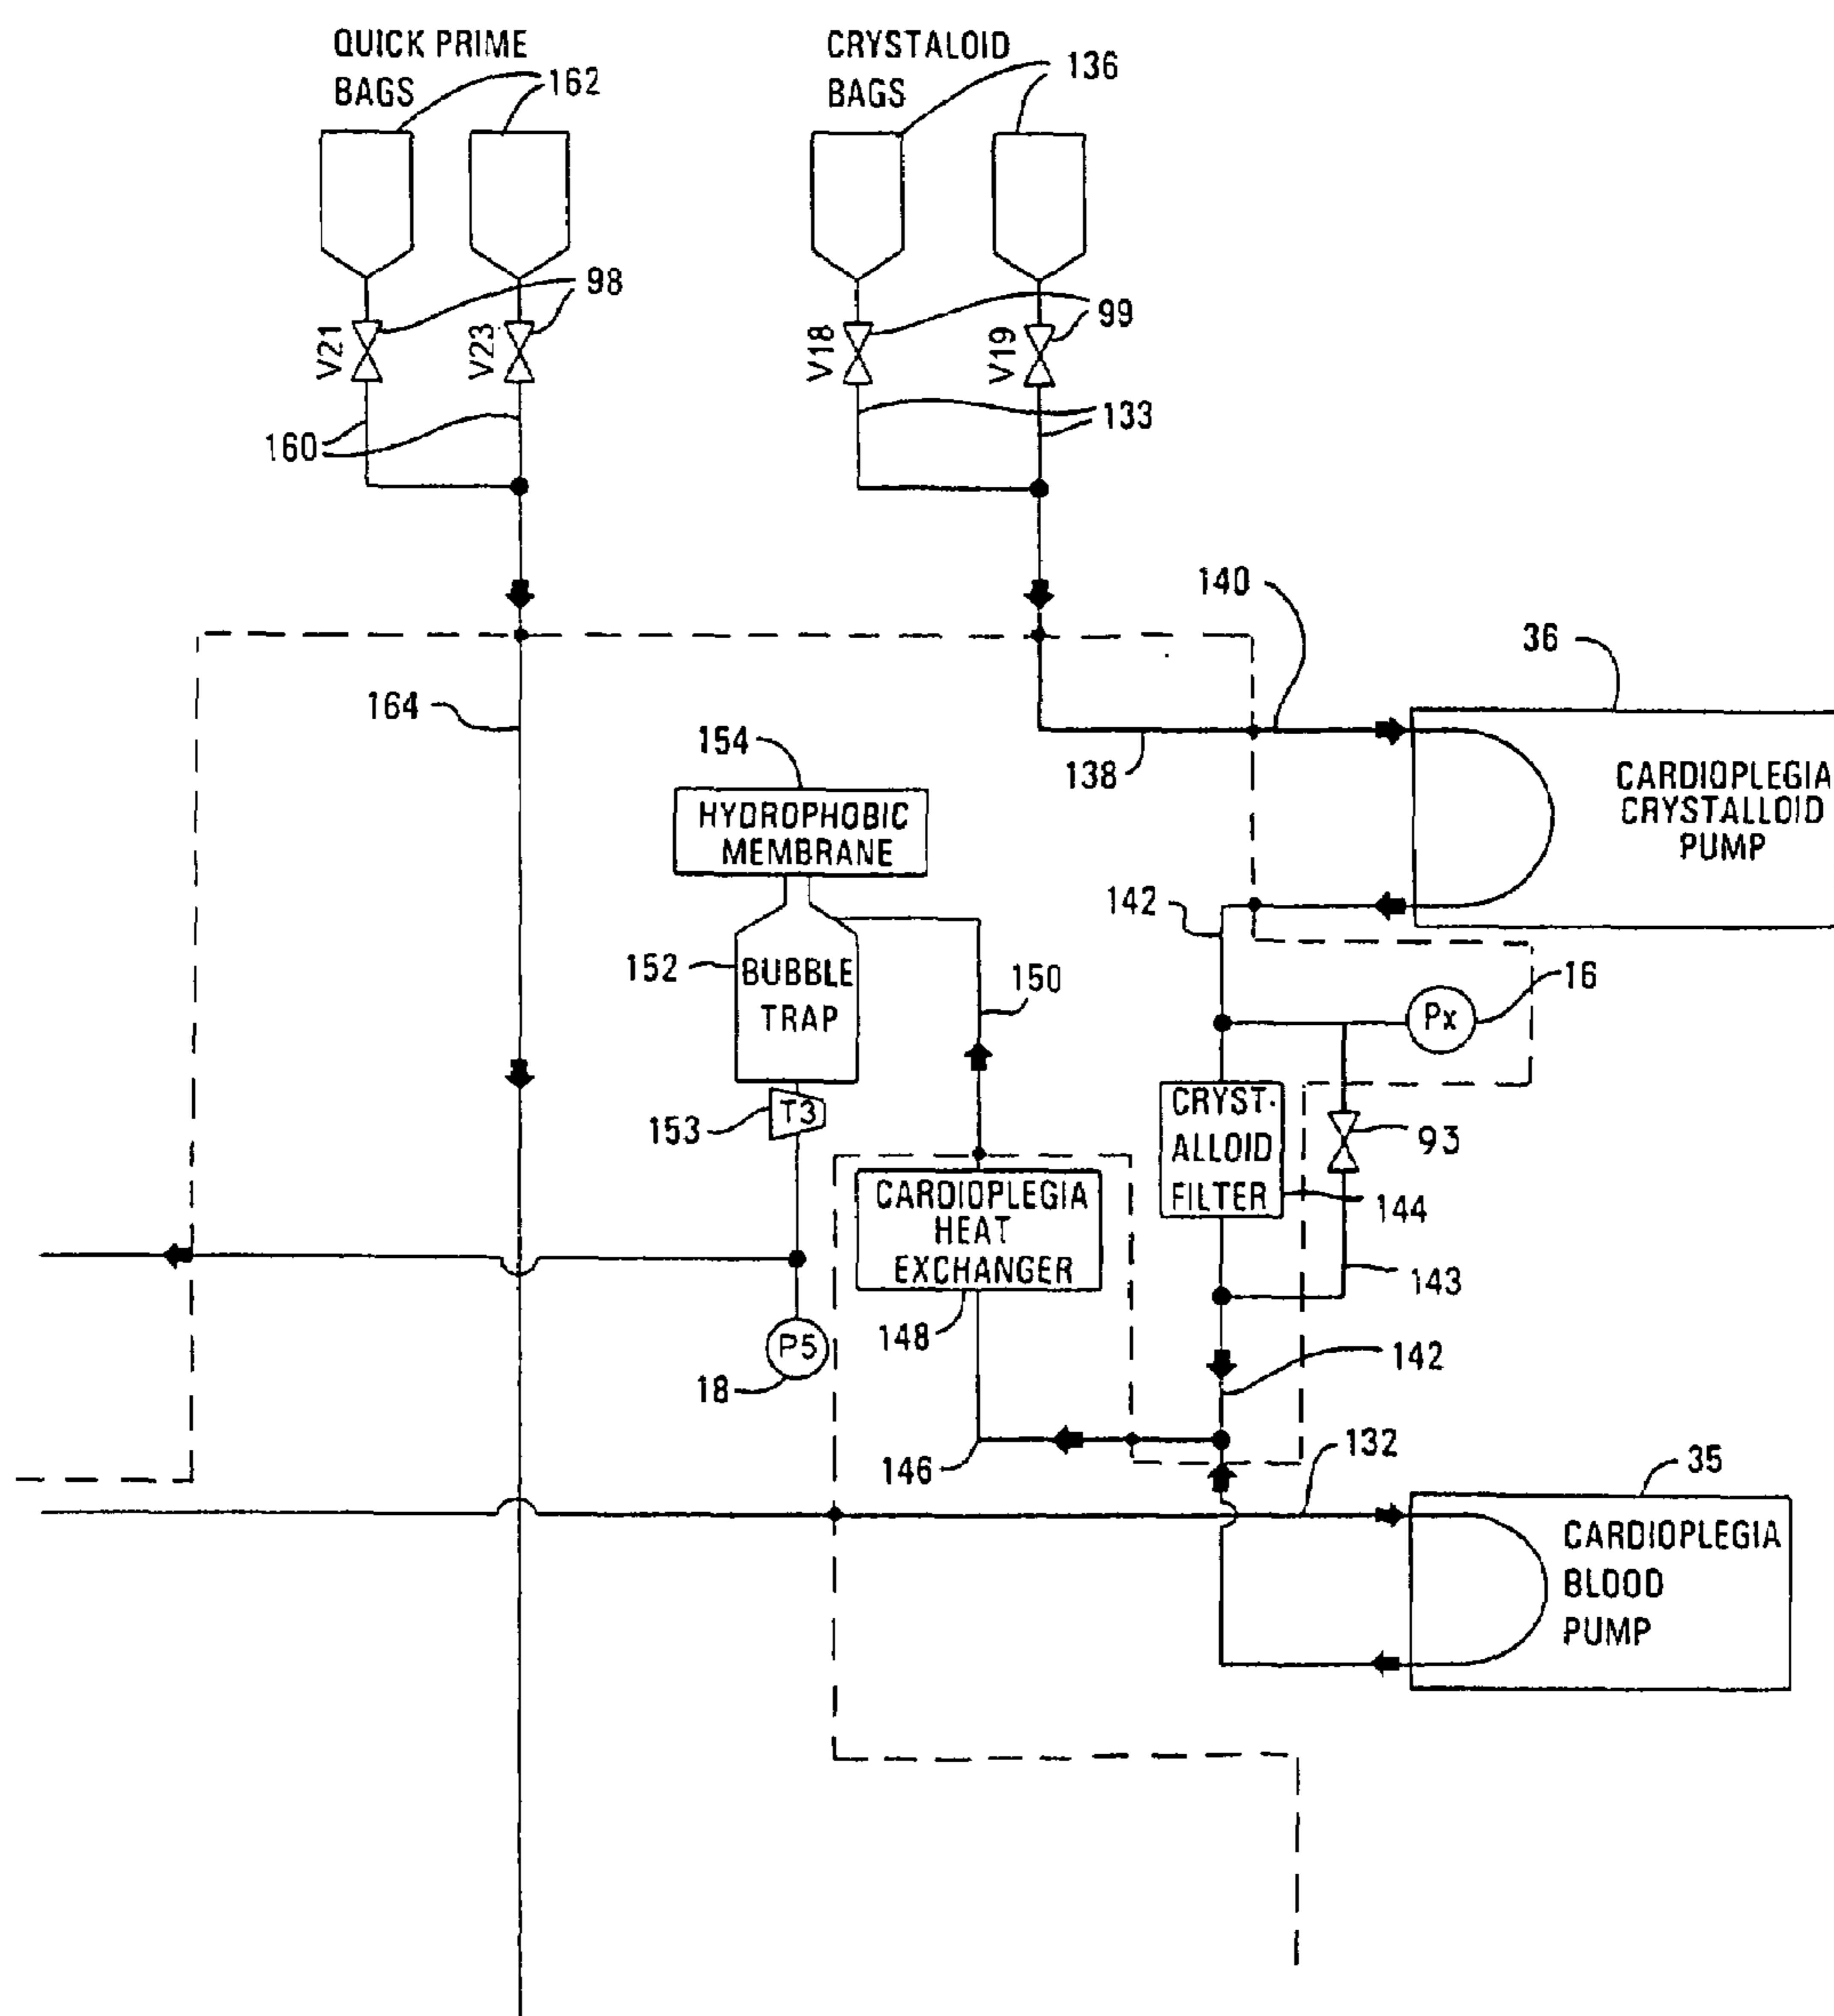 QUICK PRIME
BAGS
162
CRYSTALOID
BAGS
136
98
99
V21
V23
V18
V19
160
133
140
36
164
138
154
HYDROPHOBIC
MEMBRANE
CARDIOPLEGIA
CRYSTALLOID
PUMP
142
152
BUBBLE
TRAP
150
Px
16
153
T3
CRYST-
ALLOID
FILTER
93
144
CARDIOPLEGIA
HEAT
EXCHANGER
143
148
P5
18
142
146
132
35
CARDIOPLEGIA
BLOOD
PUMP